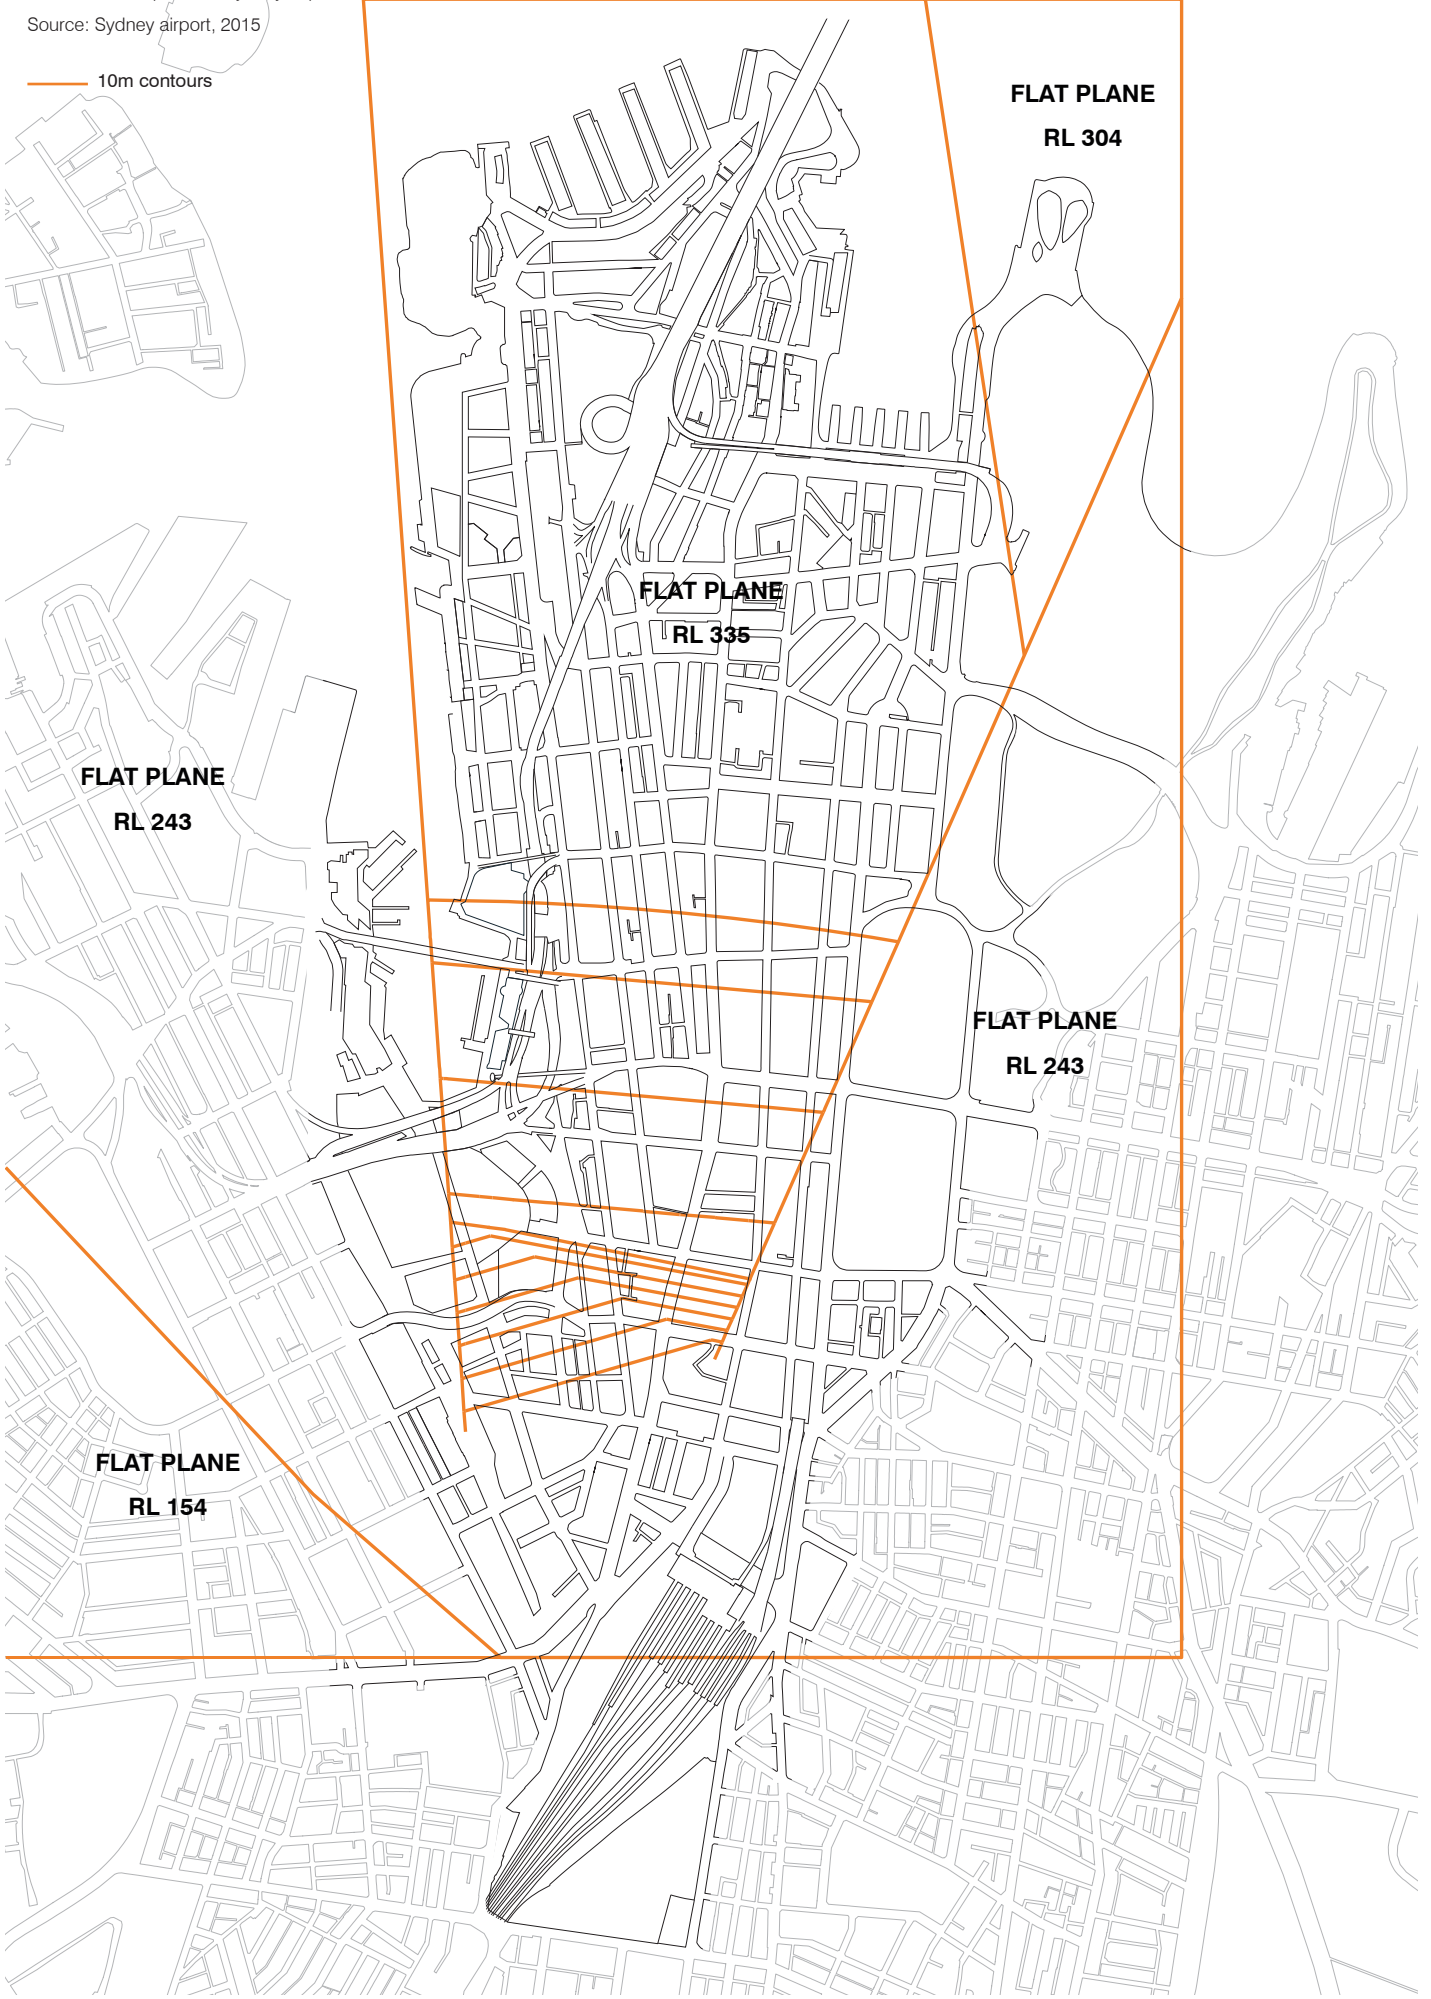 Source: Sydney airport, 2015
10m contours
FLAT PLANE
RL 304
FLAT PLANE
RL 335
FLAT PLANE
RL 243
FLAT PLANE
RL 243
FLAT PLANE
RL 154